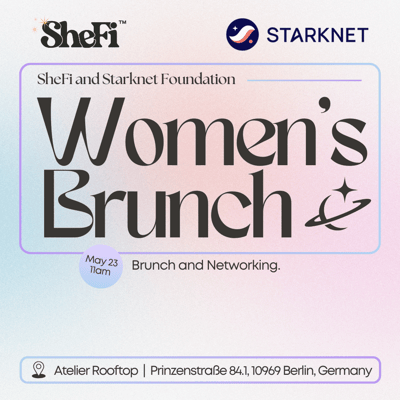 SheFi™
STARKNET
SheFi and Starknet Foundation
Women's
Brunch
May 23
11am
Brunch and Networking.
Atelier Rooftop | Prinzenstraße 84.1, 10969 Berlin, Germany